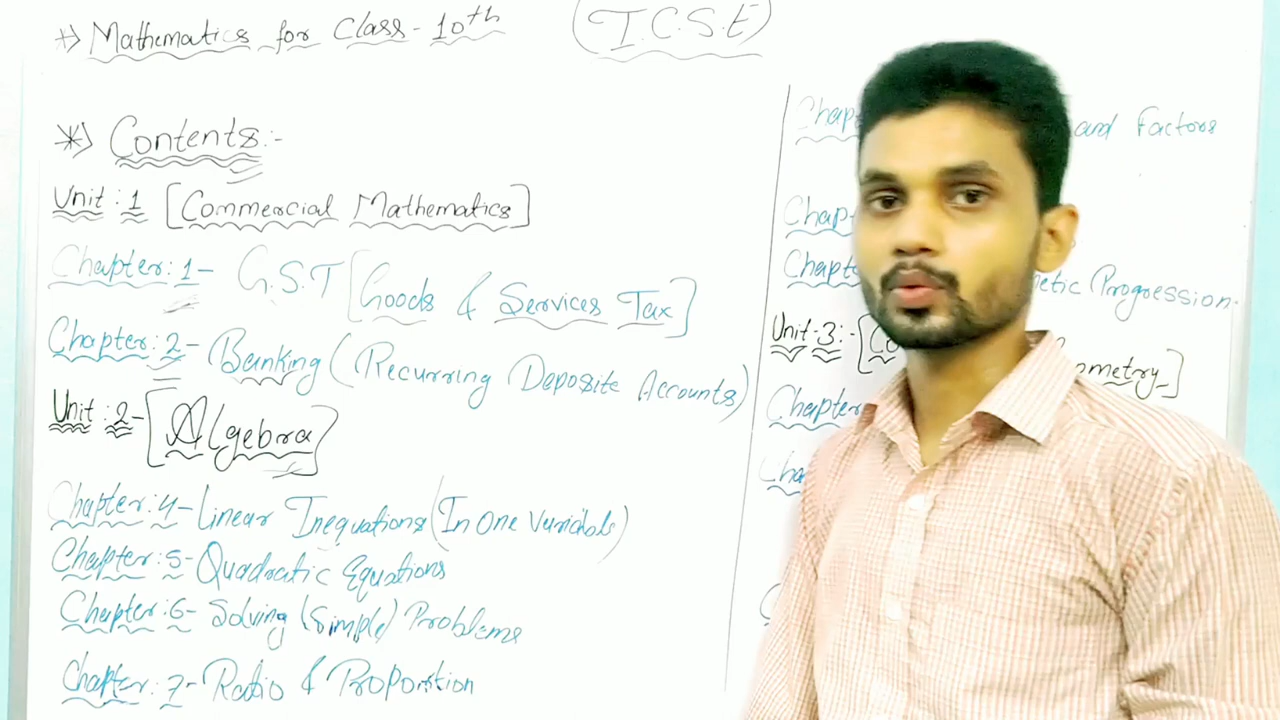 *) Mathematics for Class - 10th
(I.C.S.E)
*) Contents:-
Unit : 1 [Commercial Mathematics]
Chapter : 1 - G.S.T [Goods & Services Tax]
Chapter : 2 - Banking (Recurring Deposite Accounts)
Unit : 2 - [Algebra]
Chapter : 4 - Linear Inequations (In One Variable)
Chapter : 5 - Quadratic Equations
Chapter : 6 - Solving (Simple) Problems
Chapter : 7 - Ratio & Proportion
and Factors
Progression.
Unit - 3 : -
Chapter